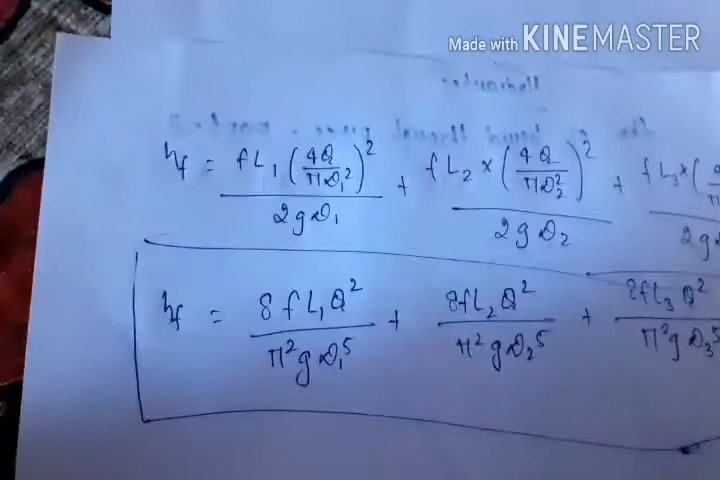 Made with KINEMASTER
hf = fL₁(4Q/πD₁²)²/2gD₁ + fL₂×(4Q/πD₂²)²/2gD₂ + fL₃×(
hf = 8fL₁Q²/π²gD₁⁵ + 8fL₂Q²/π²gD₂⁵ + 8fL₃Q²/π²gD₃⁵